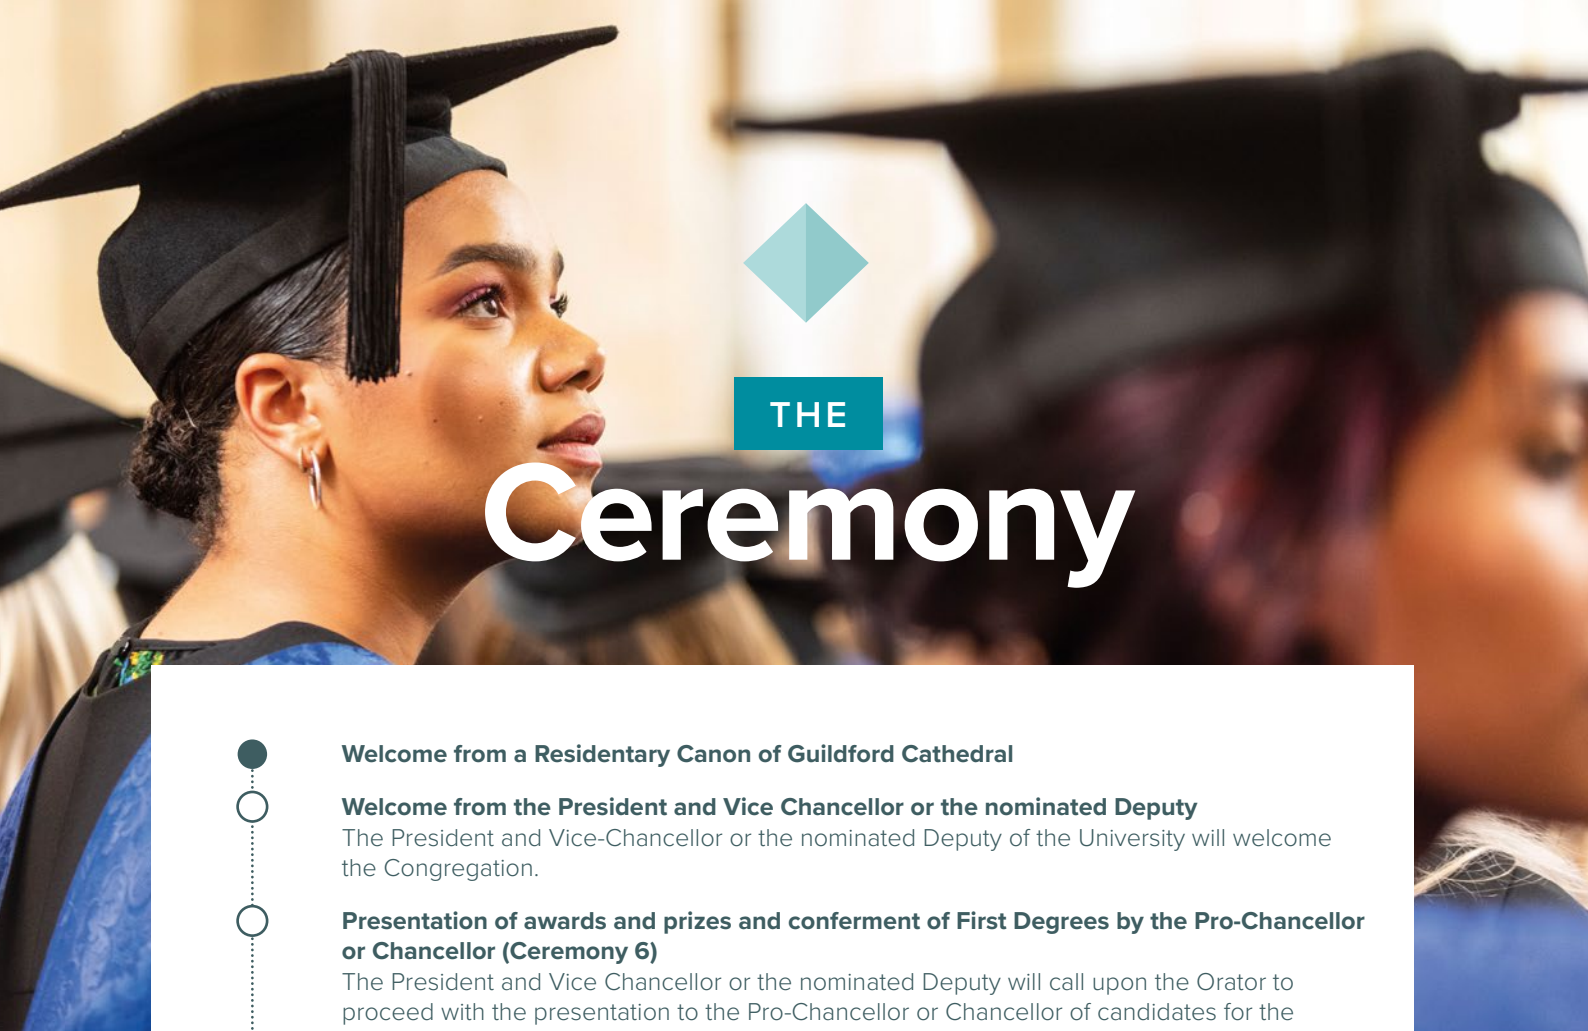 THE
Ceremony
Welcome from a Residentary Canon of Guildford Cathedral
Welcome from the President and Vice Chancellor or the nominated Deputy
The President and Vice-Chancellor or the nominated Deputy of the University will welcome
the Congregation.
Presentation of awards and prizes and conferment of First Degrees by the Pro-Chancellor
or Chancellor (Ceremony 6)
The President and Vice Chancellor or the nominated Deputy will call upon the Orator to
proceed with the presentation to the Pro-Chancellor or Chancellor of candidates for the